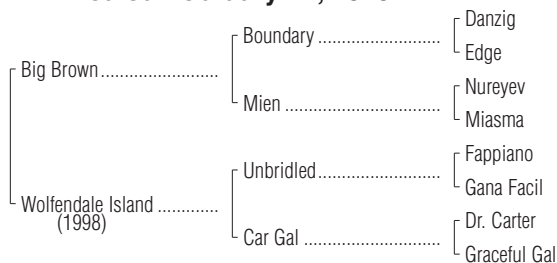 Boundary
Danzig
Edge
Big Brown
Mien
Nureyev
Miasma
Wolfendale Island
(1998)
Unbridled
Fappiano
Gana Facil
Car Gal
Dr. Carter
Graceful Gal